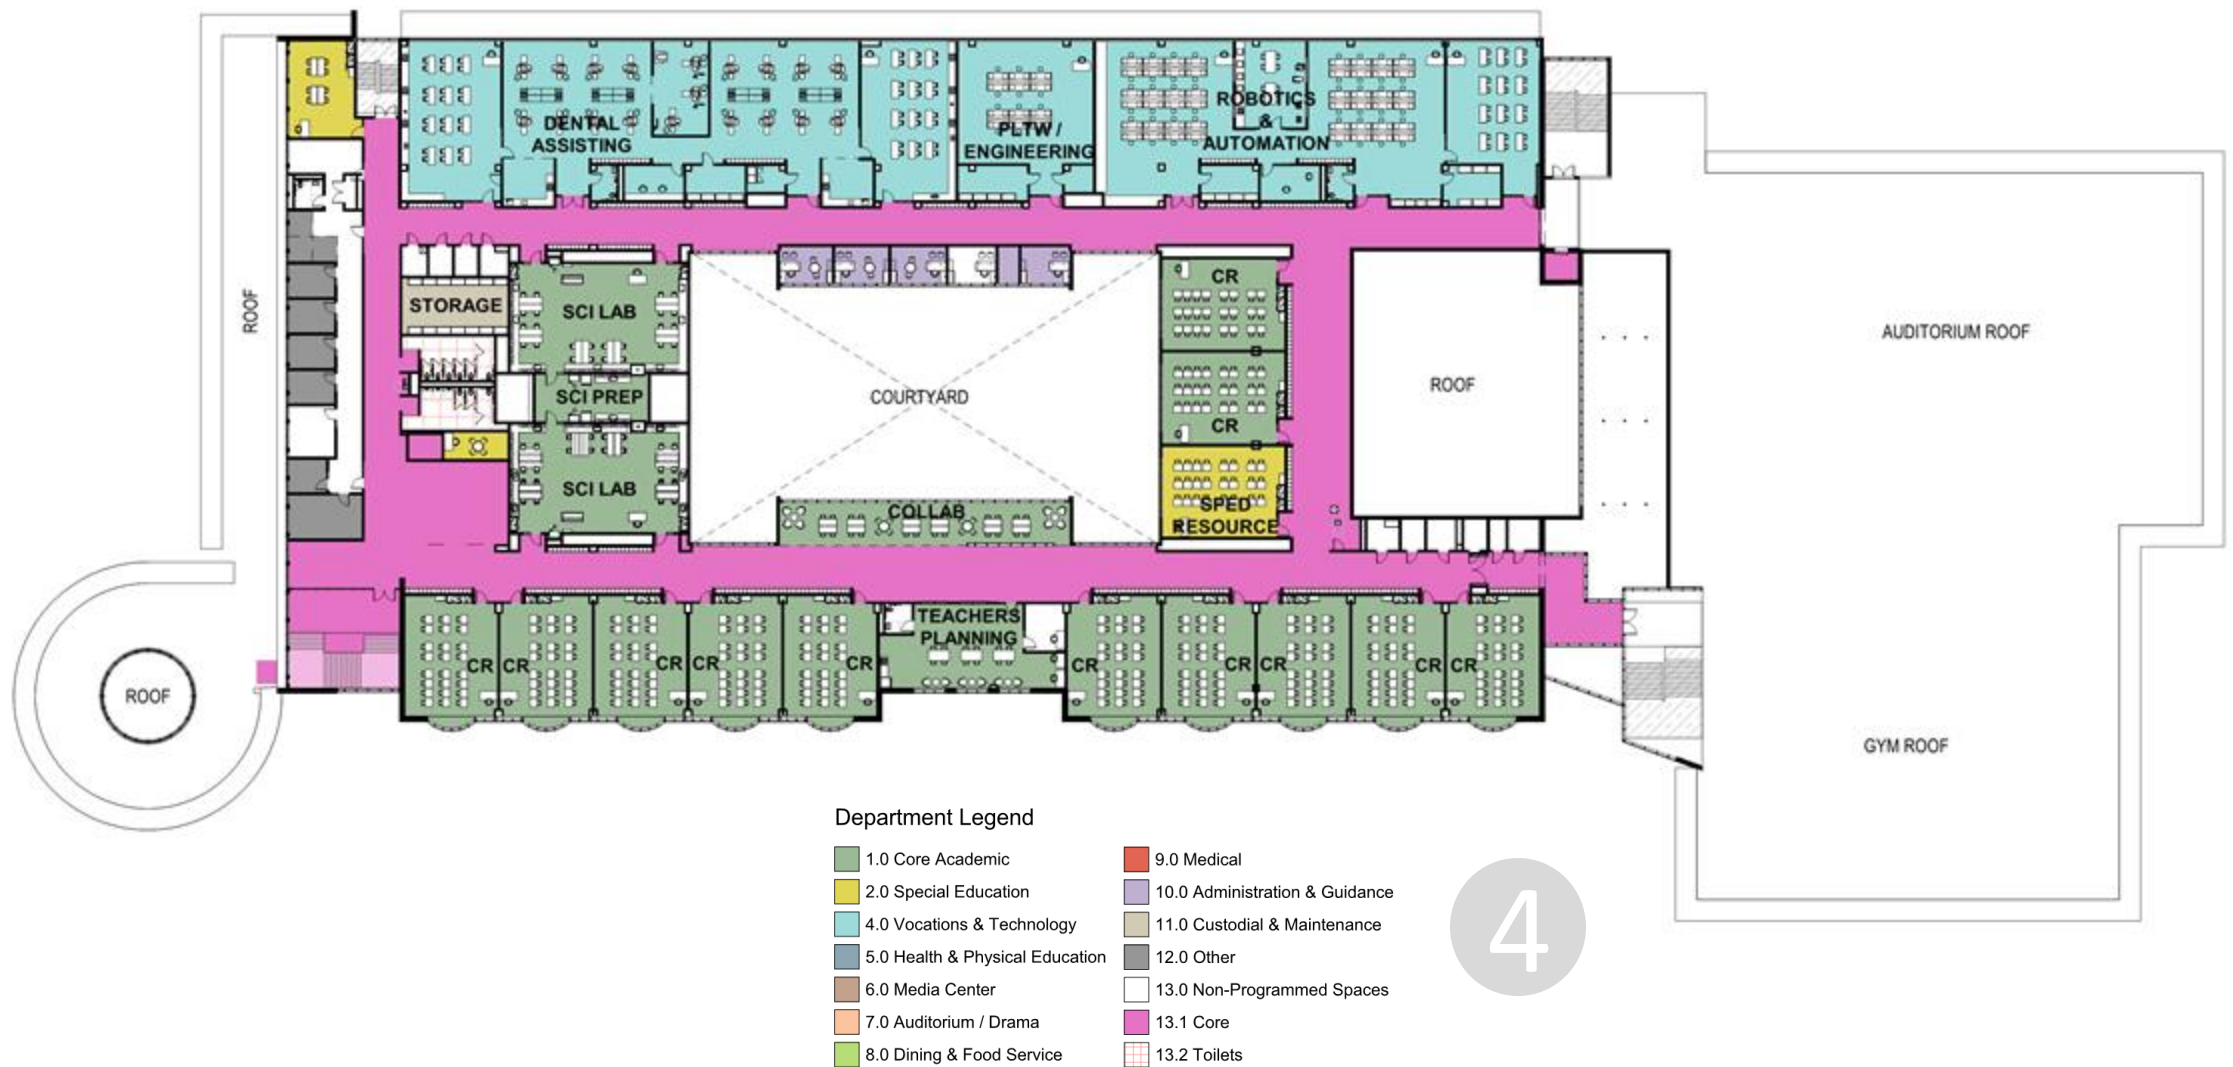 DENTAL
ASSISTING
PLTW /
ENGINEERING
ROBOTICS
&
AUTOMATION
ROOF
STORAGE
SCI LAB
SCI PREP
SCI LAB
COURTYARD
COLLAB
CR
CR
SPED
RESOURCE
ROOF
AUDITORIUM ROOF
ROOF
CR
CR
CR
CR
CR
TEACHERS
PLANNING
CR
CR
CR
CR
CR
GYM ROOF
Department Legend
1.0 Core Academic
2.0 Special Education
4.0 Vocations & Technology
5.0 Health & Physical Education
6.0 Media Center
7.0 Auditorium / Drama
8.0 Dining & Food Service
9.0 Medical
10.0 Administration & Guidance
11.0 Custodial & Maintenance
12.0 Other
13.0 Non-Programmed Spaces
13.1 Core
13.2 Toilets
4